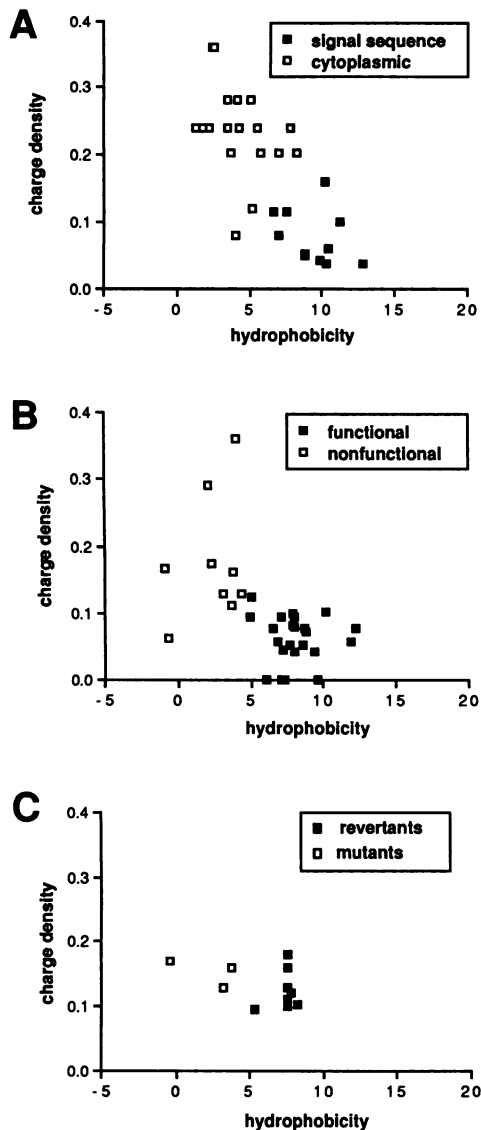 A
0.4
0.3
0.2
0.1
0.0
charge density
signal sequence
cytoplasmic
-5 0 5 10 15 20
hydrophobicity
B
0.4
0.3
0.2
0.1
0.0
charge density
functional
nonfunctional
-5 0 5 10 15 20
hydrophobicity
C
0.4
0.3
0.2
0.1
0.0
charge density
revertants
mutants
-5 0 5 10 15 20
hydrophobicity